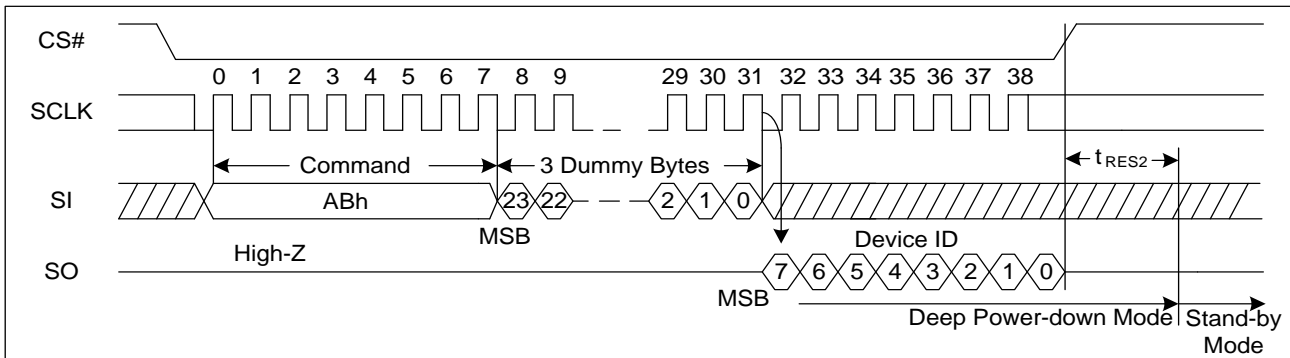 CS#
0 1 2 3 4 5 6 7 8 9 29 30 31 32 33 34 35 36 37 38
SCLK
Command 3 Dummy Bytes tRES2
SI ABh 23 22 2 1 0
MSB Device ID
High-Z
SO 7 6 5 4 3 2 1 0
MSB
Deep Power-down Mode Stand-by
Mode